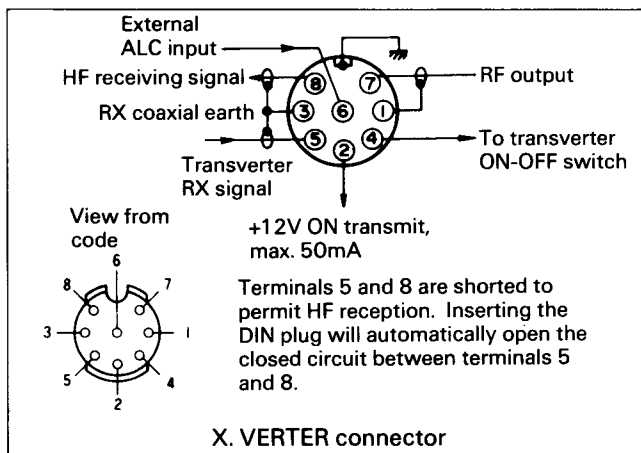 External
ALC input
HF receiving signal
RF output
8
7
RX coaxial earth
3
6
1
5
4
To transverter
ON-OFF switch
2
Transverter
RX signal
+12V ON transmit,
max. 50mA
View from
code
6
8
7
3
1
5
4
2
Terminals 5 and 8 are shorted to
permit HF reception. Inserting the
DIN plug will automatically open the
closed circuit between terminals 5
and 8.
X. VERTER connector